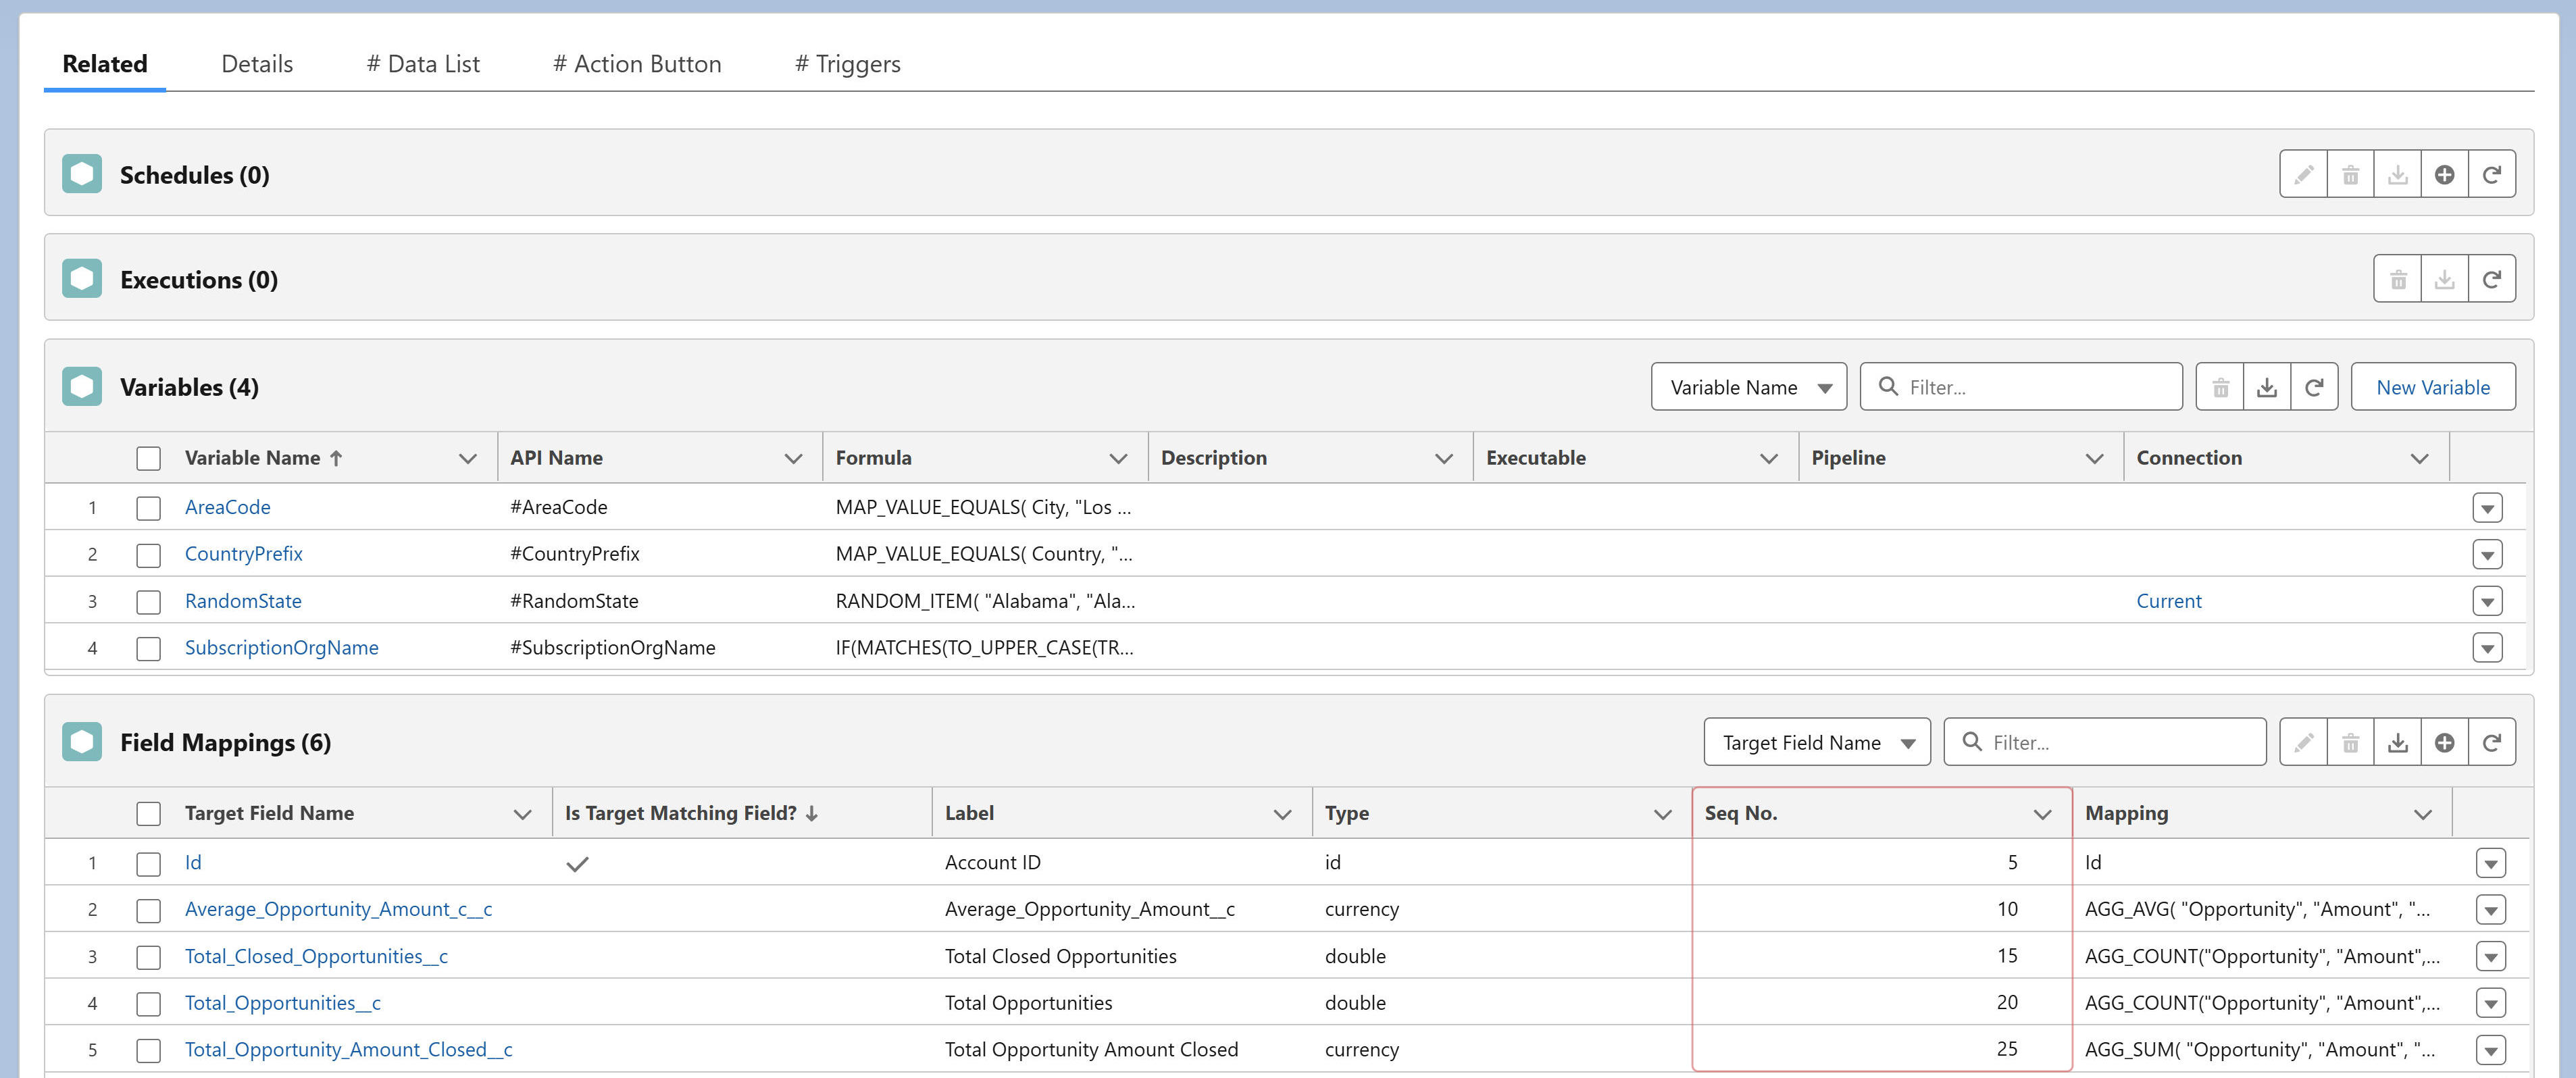 Related Details # Data List # Action Button # Triggers
Schedules (0)
Executions (0)
Variables (4) Variable Name Filter... New Variable
Variable Name API Name Formula Description Executable Pipeline Connection
1 AreaCode #AreaCode MAP_VALUE_EQUALS( City, "Los ...
2 CountryPrefix #CountryPrefix MAP_VALUE_EQUALS( Country, "...
3 RandomState #RandomState RANDOM_ITEM( "Alabama", "Ala... Current
4 SubscriptionOrgName #SubscriptionOrgName IF(MATCHES(TO_UPPER_CASE(TR...
Field Mappings (6) Target Field Name Filter...
Target Field Name Is Target Matching Field? Label Type Seq No. Mapping
1 Id Account ID id 5 Id
2 Average_Opportunity_Amount_c__c Average_Opportunity_Amount__c currency 10 AGG_AVG( "Opportunity", "Amount", "...
3 Total_Closed_Opportunities__c Total Closed Opportunities double 15 AGG_COUNT("Opportunity", "Amount",...
4 Total_Opportunities__c Total Opportunities double 20 AGG_COUNT("Opportunity", "Amount",...
5 Total_Opportunity_Amount_Closed__c Total Opportunity Amount Closed currency 25 AGG_SUM( "Opportunity", "Amount", "...